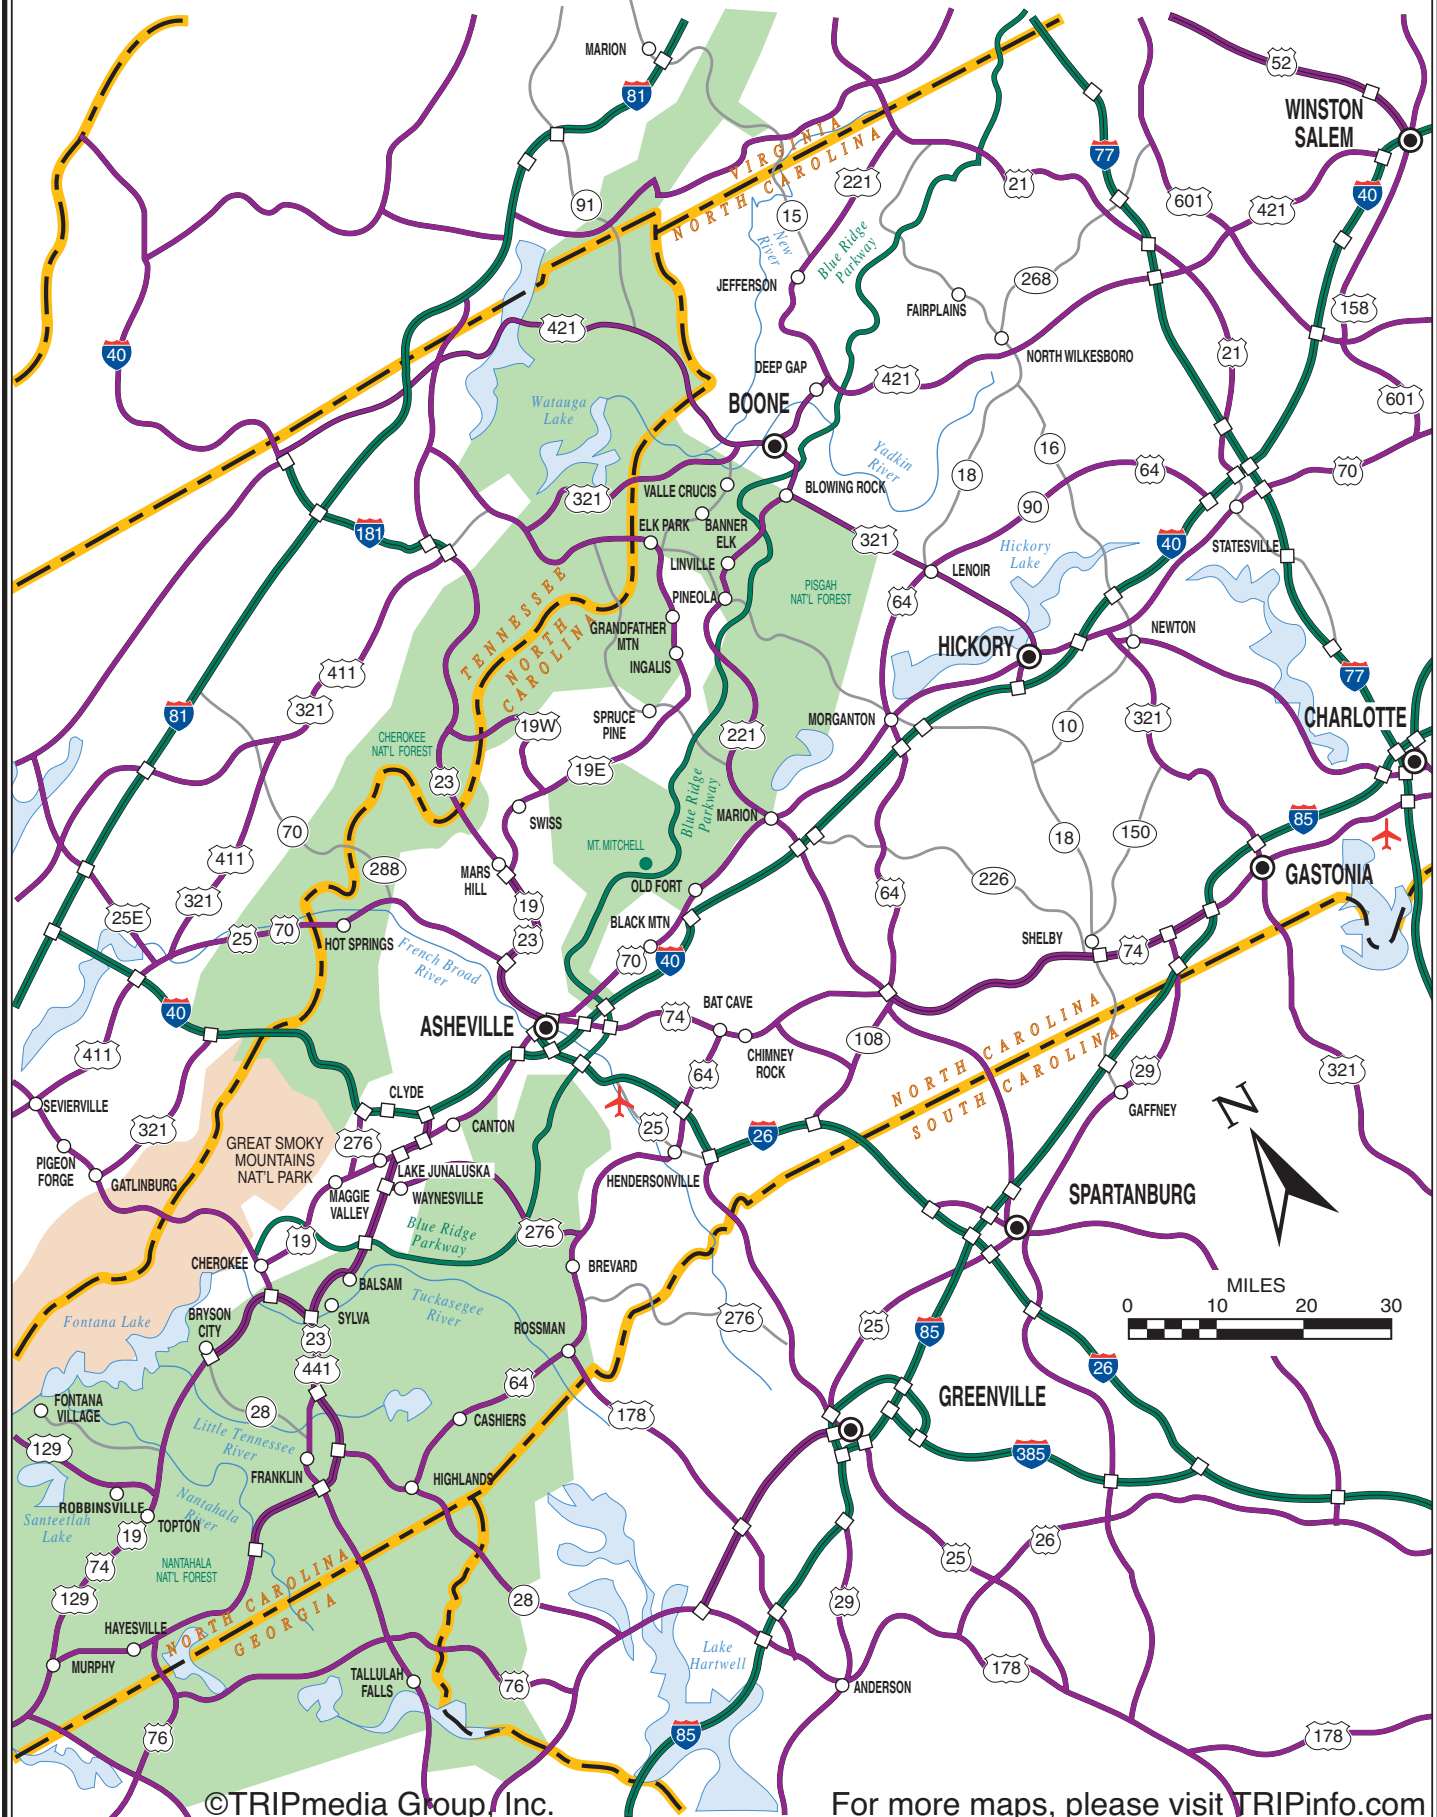 MARION
81
52
WINSTON
SALEM
VIRGINIA
NORTH CAROLINA
77
91
221
21
40
601
421
15
New
River
Blue Ridge
Parkway
JEFFERSON
268
FAIRPLAINS
158
421
40
NORTH WILKESBORO
21
DEEP GAP
421
601
BOONE
Watauga
Lake
Yadkin
River
16
18
64
70
321
VALLE CRUCIS
BLOWING ROCK
90
181
ELK PARK
BANNER
ELK
321
Hickory
Lake
40
STATESVILLE
LINVILLE
LENOIR
PISGAH
NAT'L FOREST
PINEOLA
64
TENNESSEE
NORTH
CAROLINA
GRANDFATHER
MTN
NEWTON
HICKORY
INGALIS
411
77
321
81
SPRUCE
PINE
19W
MORGANTON
321
CHARLOTTE
10
CHEROKEE
NAT'L FOREST
221
23
19E
Blue Ridge
Parkway
SWISS
MARION
85
70
18
150
MT. MITCHELL
411
288
MARS
HILL
OLD FORT
GASTONIA
226
321
64
25E
19
BLACK MTN
25
70
HOT SPRINGS
23
SHELBY
74
French Broad
River
70
40
40
ASHEVILLE
74
BAT CAVE
NORTH CAROLINA
SOUTH CAROLINA
108
CHIMNEY
ROCK
411
64
29
321
SEVIERVILLE
CLYDE
GAFFNEY
N
321
276
CANTON
25
26
GREAT SMOKY
MOUNTAINS
NAT'L PARK
PIGEON
FORGE
GATLINBURG
LAKE JUNALUSKA
HENDERSONVILLE
MAGGIE
VALLEY
WAYNESVILLE
SPARTANBURG
Blue Ridge
Parkway
276
19
CHEROKEE
BREVARD
BALSAM
MILES
0 10 20 30
Fontana Lake
BRYSON
CITY
SYLVA
Tuckasegee
River
ROSSMAN
276
25
85
23
441
26
64
GREENVILLE
FONTANA
VILLAGE
28
CASHIERS
178
129
Little Tennessee
River
385
FRANKLIN
HIGHLANDS
ROBBINSVILLE
Nantahala
River
Santeetlah
Lake
TOPTON
19
26
25
74
NANTAHALA
NAT'L FOREST
NORTH CAROLINA
GEORGIA
129
28
29
HAYESVILLE
MURPHY
Lake
Hartwell
178
TALLULAH
FALLS
76
ANDERSON
76
85
178
©TRIPmedia Group, Inc.
For more maps, please visit TRIPinfo.com